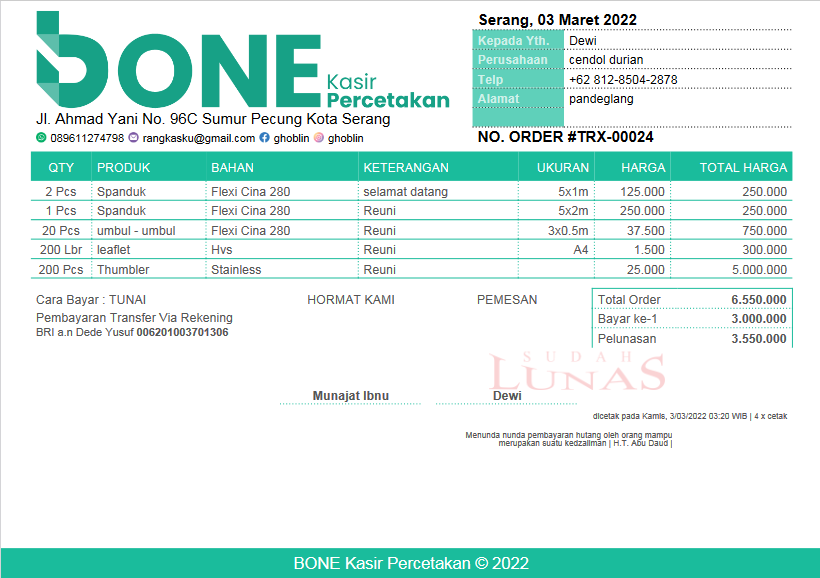 BONE
Kasir
Percetakan
Jl. Ahmad Yani No. 96C Sumur Pecung Kota Serang
089611274798 rangkasku@gmail.com ghoblin ghoblin
Serang, 03 Maret 2022
Kepada Yth. Dewi
Perusahaan cendol durian
Telp +62 812-8504-2878
Alamat pandeglang
NO. ORDER #TRX-00024
QTY PRODUK BAHAN KETERANGAN UKURAN HARGA TOTAL HARGA
2 Pcs Spanduk Flexi Cina 280 selamat datang 5x1m 125.000 250.000
1 Pcs Spanduk Flexi Cina 280 Reuni 5x2m 250.000 250.000
20 Pcs umbul - umbul Flexi Cina 280 Reuni 3x0.5m 37.500 750.000
200 Lbr leaflet Hvs Reuni A4 1.500 300.000
200 Pcs Thumbler Stainless Reuni 25.000 5.000.000
Cara Bayar : TUNAI
Pembayaran Transfer Via Rekening
BRI a.n Dede Yusuf 006201003701306
HORMAT KAMI
Munajat Ibnu
PEMESAN
Dewi
Total Order 6.550.000
Bayar ke-1 3.000.000
Pelunasan 3.550.000
SUDAH
LUNAS
dicetak pada Kamis, 3/03/2022 03:20 WIB | 4 x cetak
Menunda nunda pembayaran hutang oleh orang mampu
merupakan suatu kedzaliman | H.T. Abu Daud |
BONE Kasir Percetakan © 2022